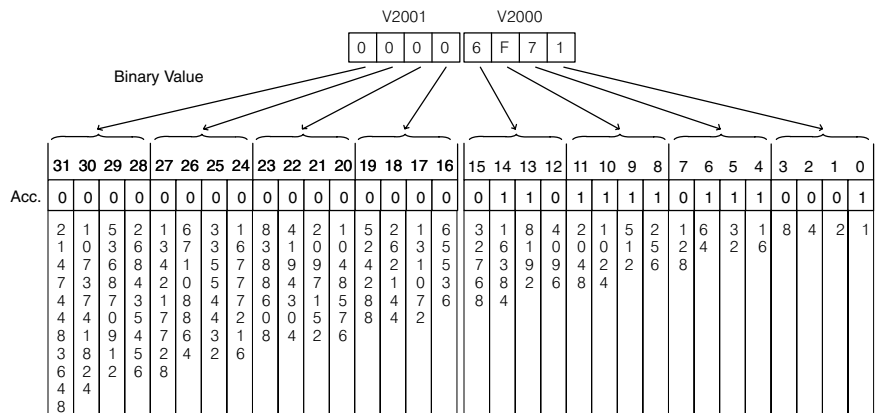 V2001 V2000
0 0 0 0 6 F 7 1
Binary Value
31 30 29 28 27 26 25 24 23 22 21 20 19 18 17 16 15 14 13 12 11 10 9 8 7 6 5 4 3 2 1 0
Acc. 0 0 0 0 0 0 0 0 0 0 0 0 0 0 0 0 0 1 1 0 1 1 1 1 0 1 1 1 0 0 0 1
21474483648 1073741824 536870912 268435456 134217728 67108864 33554432 16777216 8388608 4194304 2097152 1048576 524288 262144 131072 65536 32768 16384 8192 4096 2048 1024 512 256 128 64 32 16 8 4 2 1